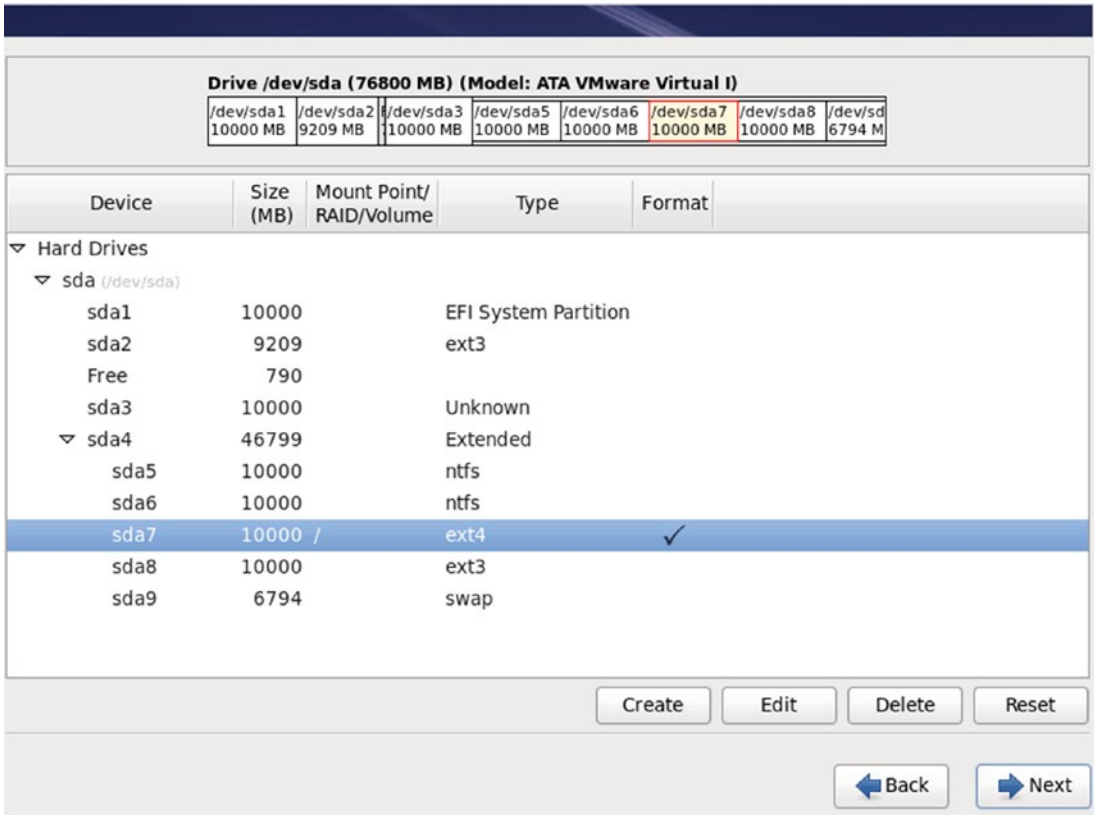 Drive /dev/sda (76800 MB) (Model: ATA VMware Virtual I)
/dev/sda1 /dev/sda2 /dev/sda3 /dev/sda5 /dev/sda6 /dev/sda7 /dev/sda8 /dev/sd
10000 MB 9209 MB 10000 MB 10000 MB 10000 MB 10000 MB 10000 MB 6794 M
Device Size (MB) Mount Point/ RAID/Volume Type Format
Hard Drives
sda (/dev/sda)
sda1 10000 EFI System Partition
sda2 9209 ext3
Free 790
sda3 10000 Unknown
sda4 46799 Extended
sda5 10000 ntfs
sda6 10000 ntfs
sda7 10000 / ext4 ✓
sda8 10000 ext3
sda9 6794 swap
Create Edit Delete Reset
Back Next